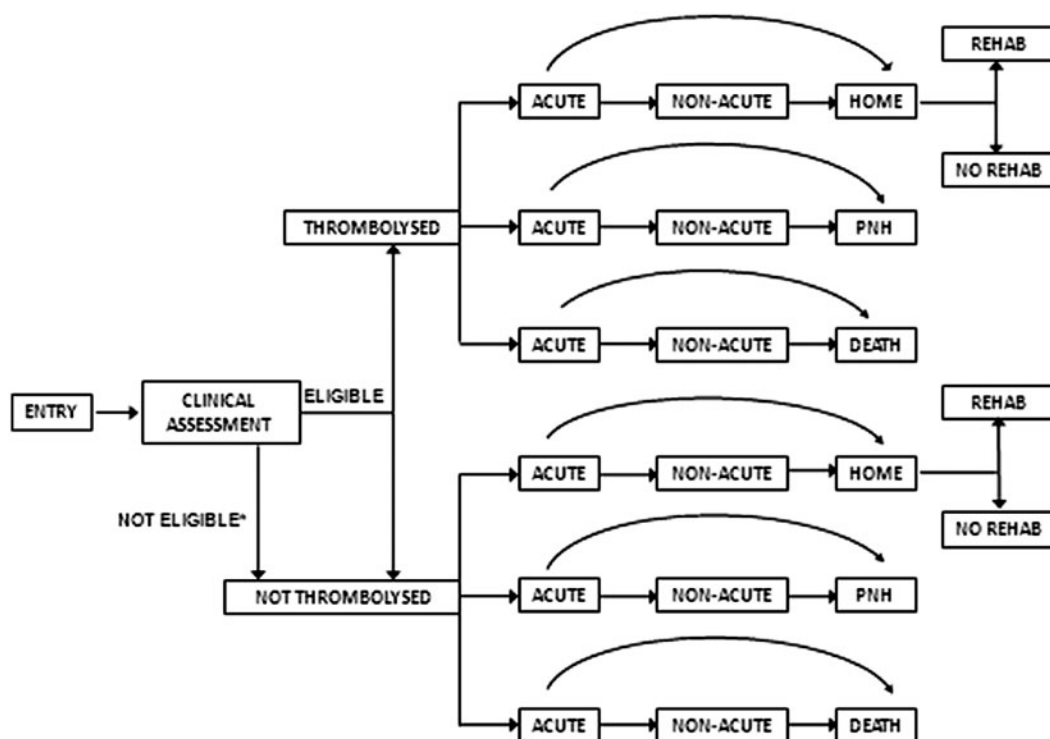 REHAB
ACUTE
NON-ACUTE
HOME
NO REHAB
THROMBOLYSED
ACUTE
NON-ACUTE
PNH
ACUTE
NON-ACUTE
DEATH
ENTRY
CLINICAL
ASSESSMENT
ELIGIBLE
REHAB
ACUTE
NON-ACUTE
HOME
NOT ELIGIBLE*
NO REHAB
NOT THROMBOLYSED
ACUTE
NON-ACUTE
PNH
ACUTE
NON-ACUTE
DEATH